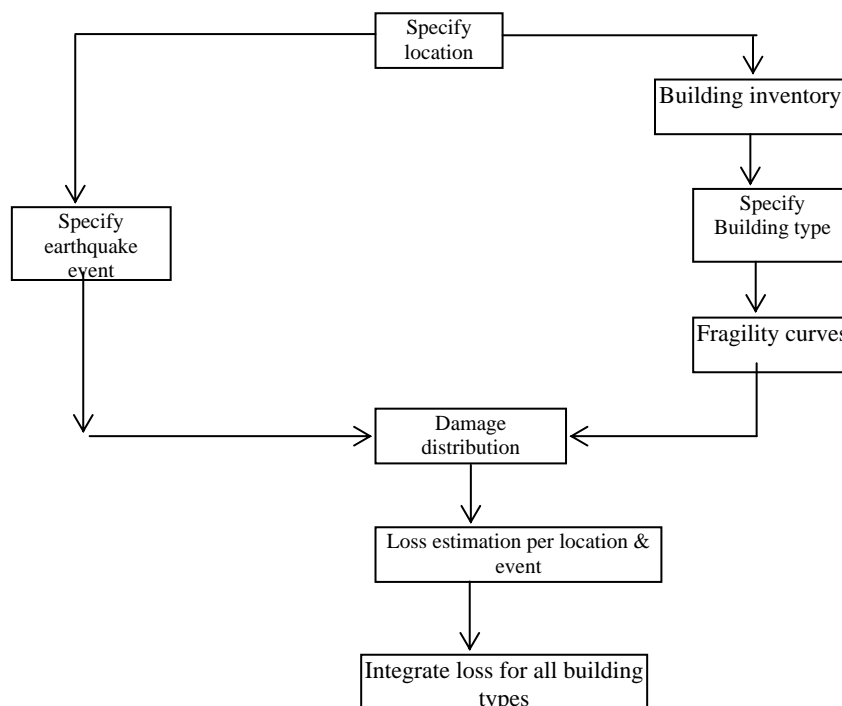 Specify
location
Building inventory
Specify
Building type
Specify
earthquake
event
Fragility curves
Damage
distribution
Loss estimation per location &
event
Integrate loss for all building
types